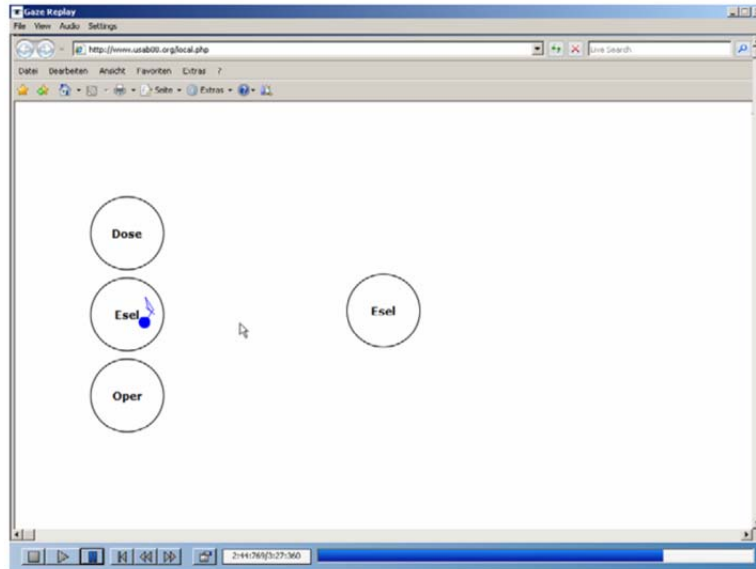 Gaze Replay
File View Audio Settings
http://www.usab08.org/local.php
Live Search
Datei Bearbeiten Ansicht Favoriten Extras ?
Seite Extras
Dose
Esel
Esel
Oper
2:44:769/3:27:360